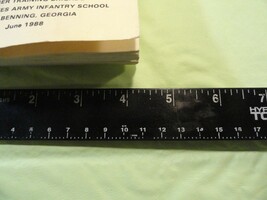 TRAINING
ES ARMY INFANTRY SCHOOL
BENNING, GEORGIA
June 1988
2 3 4 5 6 7
4 5 6 7 8 9 10 11 12 13 14 15 16 17